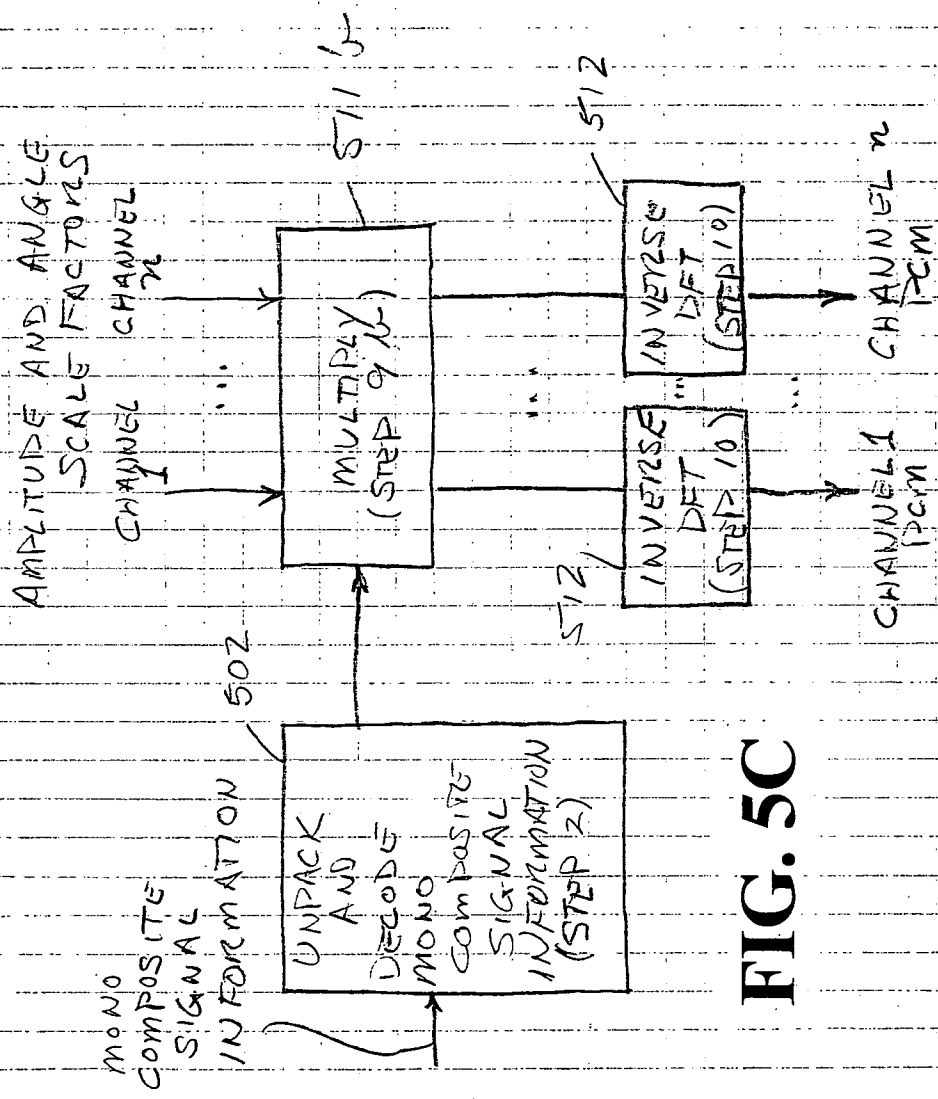 AMPLITUDE AND ANGLE
SCALE FACTORS
CHANNEL
1
...
CHANNEL
n
MONO
COMPOSITE
SIGNAL
INFORMATION
502
UNPACK
AND
DECODE
MONO
COMPOSITE
SIGNAL
INFORMATION
(STEP 2)
MULTIPLY
(STEP 9b)
511b
...
512
INVERSE
DFT
(STEP 10)
...
INVERSE
DFT
(STEP 10)
512
CHANNEL 1
PCM
...
CHANNEL n
PCM
FIG. 5C